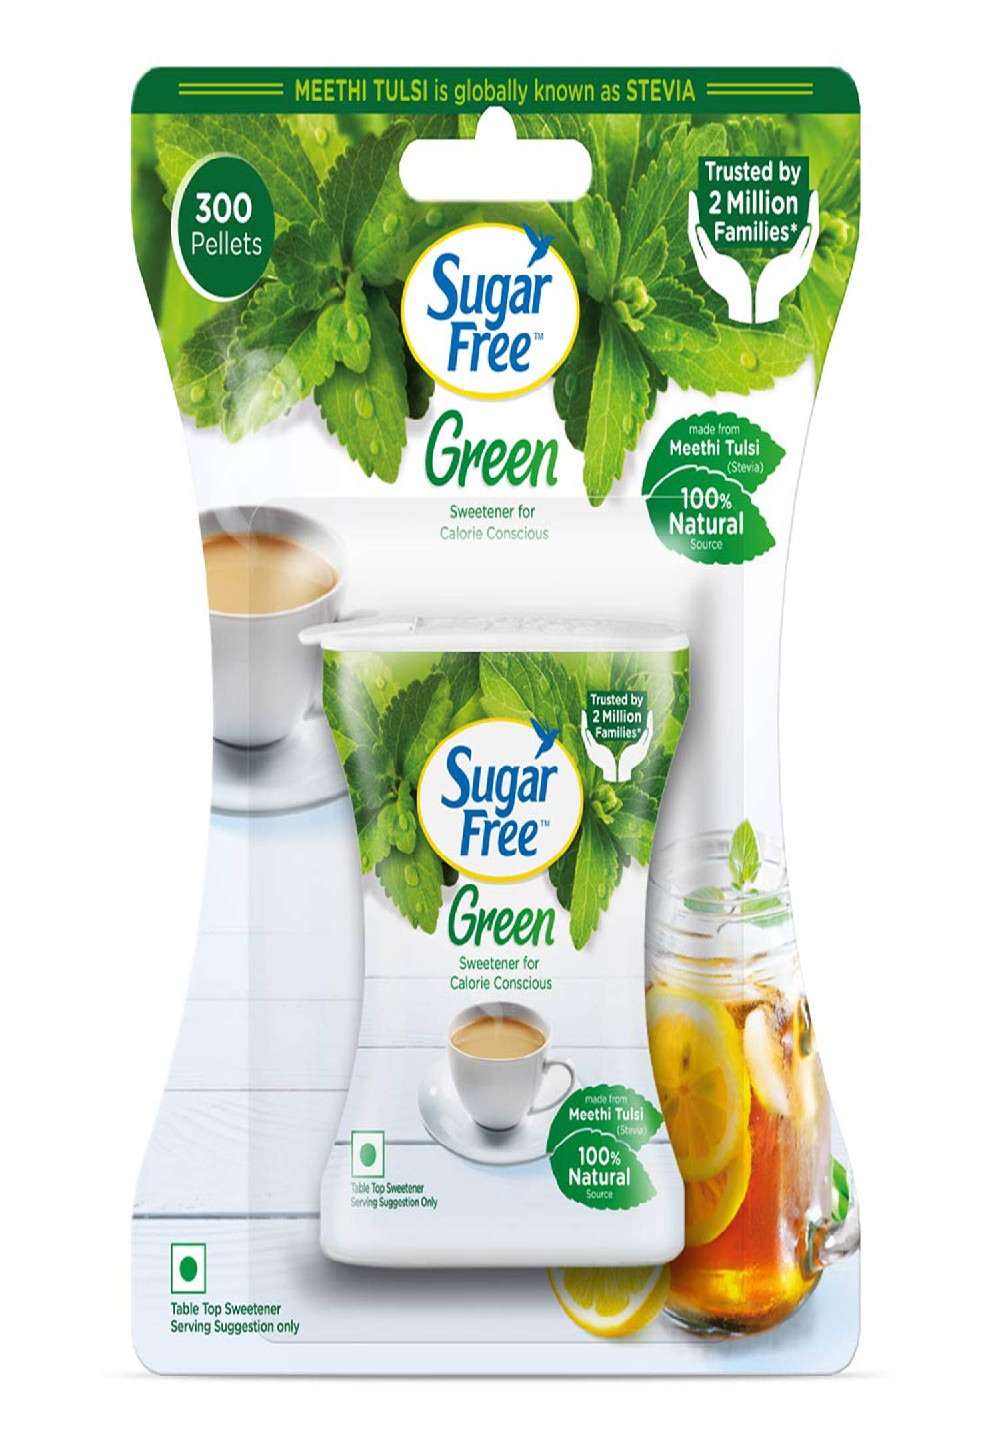 MEETHI TULSI is globally known as STEVIA
300
Pellets
Trusted by
2 Million
Families*
Sugar
Free™
Green
Sweetener for
Calorie Conscious
made from
Meethi Tulsi
(Stevia)
100%
Natural
Source
Trusted by
2 Million
Families*
Sugar
Free™
Green
Sweetener for
Calorie Conscious
made from
Meethi Tulsi
(Stevia)
100%
Natural
Source
Table Top Sweetener
Serving Suggestion Only
Table Top Sweetener
Serving Suggestion only